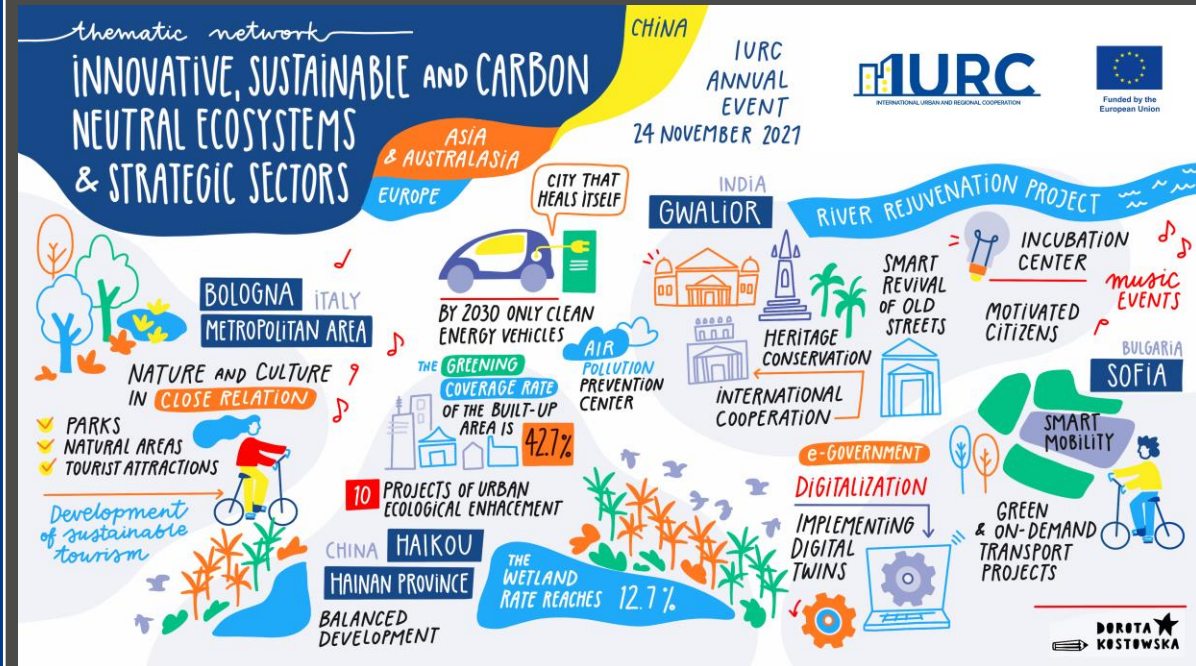 thematic network
INNOVATIVE, SUSTAINABLE AND CARBON
NEUTRAL ECOSYSTEMS
& STRATEGIC SECTORS
CHINA
ASIA
& AUSTRALASIA
EUROPE
IURC
ANNUAL
EVENT
24 NOVEMBER 2021
IURC
INTERNATIONAL URBAN AND REGIONAL COOPERATION
Funded by the
European Union
BOLOGNA ITALY
METROPOLITAN AREA
NATURE AND CULTURE
IN CLOSE RELATION
PARKS
NATURAL AREAS
TOURIST ATTRACTIONS
Development
of sustainable
tourism
CITY THAT
HEALS ITSELF
BY 2030 ONLY CLEAN
ENERGY VEHICLES
THE GREENING
COVERAGE RATE
OF THE BUILT-UP
AREA IS
42.7%
AIR
POLLUTION
PREVENTION
CENTER
10 PROJECTS OF URBAN
ECOLOGICAL ENHACEMENT
CHINA HAIKOU
HAINAN PROVINCE
BALANCED
DEVELOPMENT
THE
WETLAND
RATE REACHES 12.7%
INDIA
GWALIOR
RIVER REJUVENATION PROJECT
HERITAGE
CONSERVATION
INTERNATIONAL
COOPERATION
SMART
REVIVAL
OF OLD
STREETS
INCUBATION
CENTER
MOTIVATED
CITIZENS
music
EVENTS
BULGARIA
SOFIA
SMART
MOBILITY
e-GOVERNMENT
DIGITALIZATION
IMPLEMENTING
DIGITAL
TWINS
GREEN
& ON-DEMAND
TRANSPORT
PROJECTS
DOROTA
KOSTOWSKA